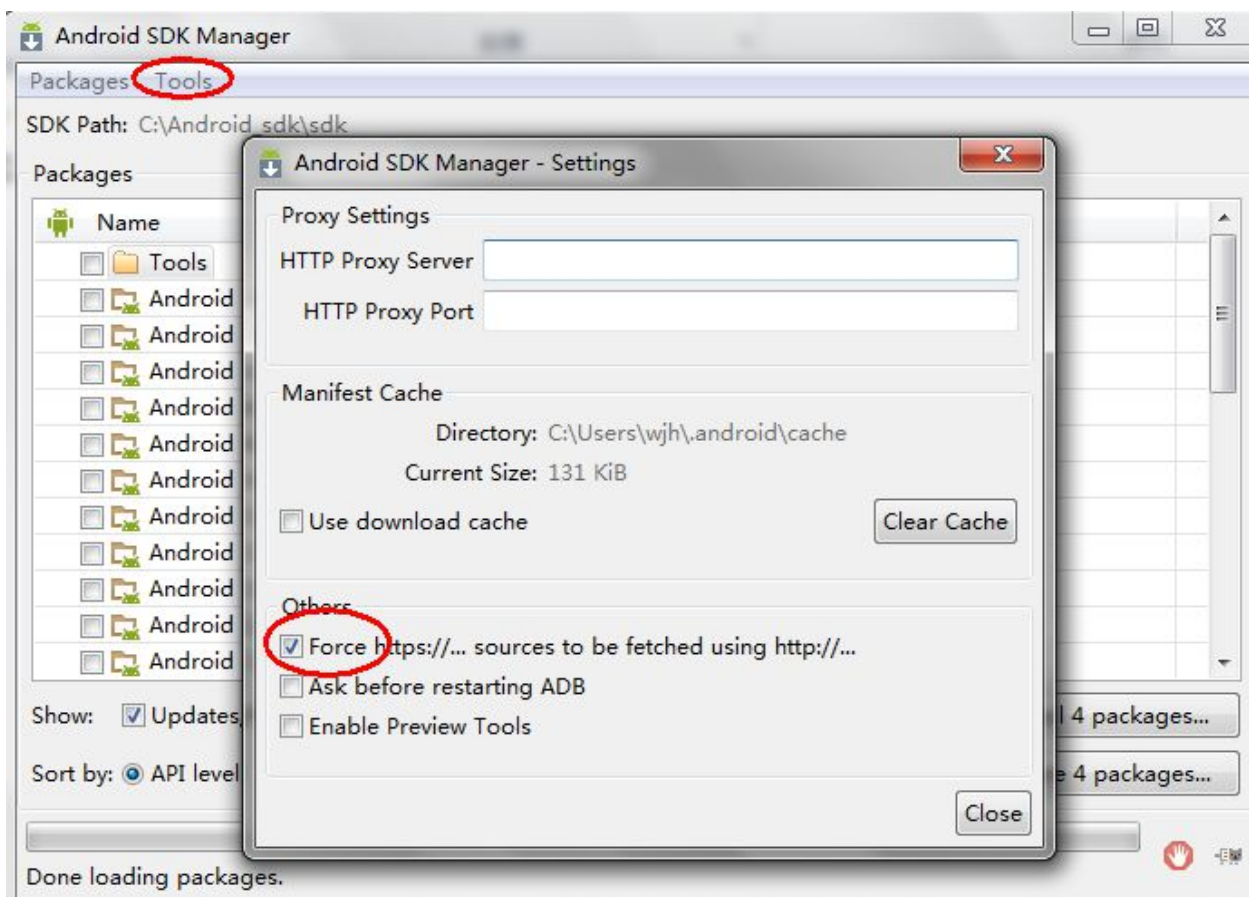 Android SDK Manager
Packages Tools
SDK Path: C:\Android_sdk\sdk
Packages
Name
Tools
Android
Android
Android
Android
Android
Android
Android
Android
Android
Android
Android
Show: Updates
4 packages...
Sort by: API level
4 packages...
Done loading packages.
Android SDK Manager - Settings
Proxy Settings
HTTP Proxy Server
HTTP Proxy Port
Manifest Cache
Directory: C:\Users\wjh\.android\cache
Current Size: 131 KiB
Use download cache Clear Cache
Others
Force https://... sources to be fetched using http://...
Ask before restarting ADB
Enable Preview Tools
Close